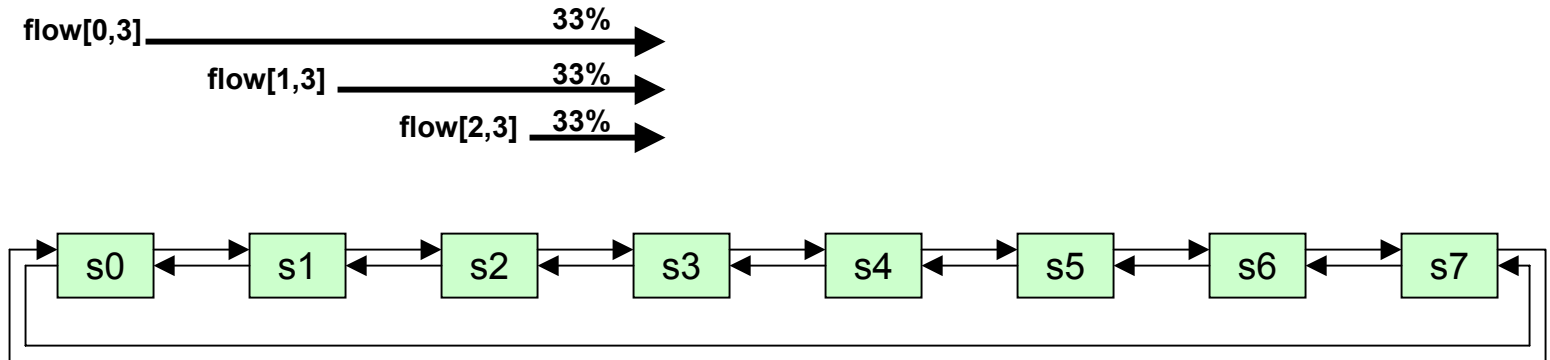 flow[0,3] 33%
flow[1,3] 33%
flow[2,3] 33%
s0 s1 s2 s3 s4 s5 s6 s7